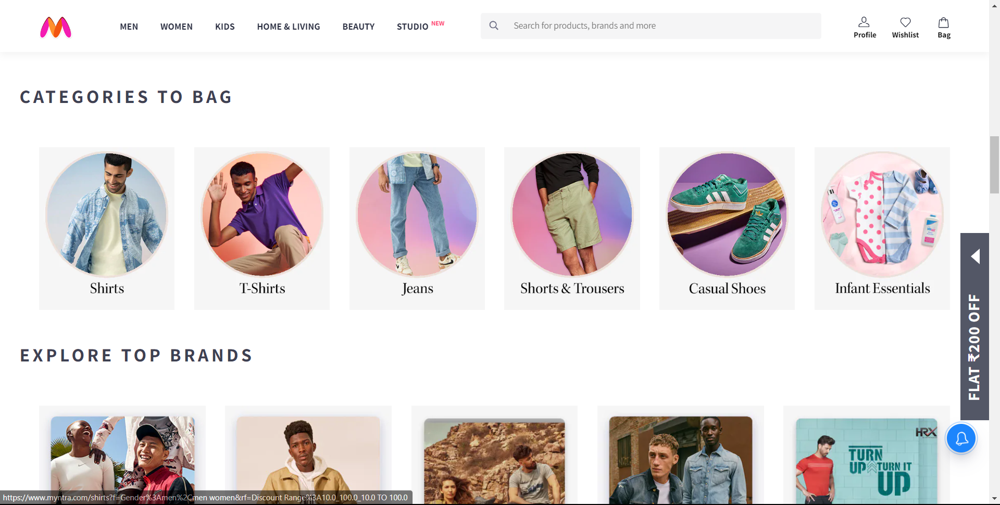 MEN
WOMEN
KIDS
HOME & LIVING
BEAUTY
STUDIO NEW
Search for products, brands and more
Profile
Wishlist
Bag
CATEGORIES TO BAG
Shirts
T-Shirts
Jeans
Shorts & Trousers
Casual Shoes
Infant Essentials
FLAT ₹200 OFF
EXPLORE TOP BRANDS
HRX
TURN
UP TURN IT
UP
https://www.myntra.com/shirts?f=Gender%3Amen%2Cmen women&rf=Discount Range%3A10.0_100.0_10.0 TO 100.0